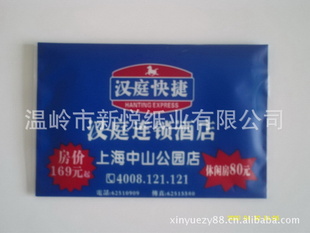 汉庭快捷
HANTING EXPRESS
汉庭连锁酒店
温岭市新悦纸业有限公司
上海中山公园店
房价
169元起
4008.121.121
休闲房80元
xinyuezy88.1688.com